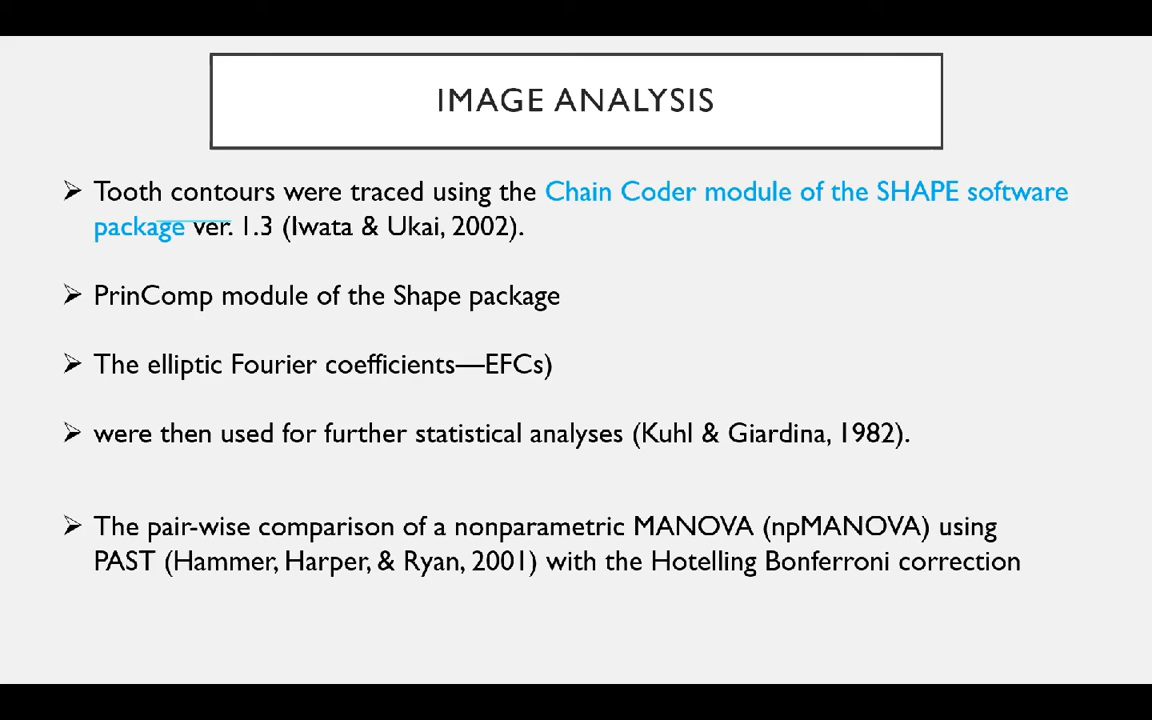 IMAGE ANALYSIS
➢ Tooth contours were traced using the Chain Coder module of the SHAPE software
package ver. 1.3 (Iwata & Ukai, 2002).
➢ PrinComp module of the Shape package
➢ The elliptic Fourier coefficients—EFCs)
➢ were then used for further statistical analyses (Kuhl & Giardina, 1982).
➢ The pair-wise comparison of a nonparametric MANOVA (npMANOVA) using
PAST (Hammer, Harper, & Ryan, 2001) with the Hotelling Bonferroni correction